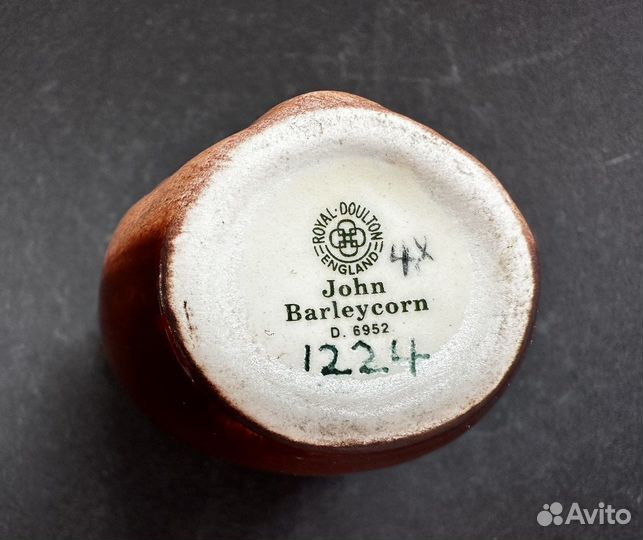 ROYAL·DOULTON
ENGLAND
4X
John
Barleycorn
D. 6952
1224
Avito